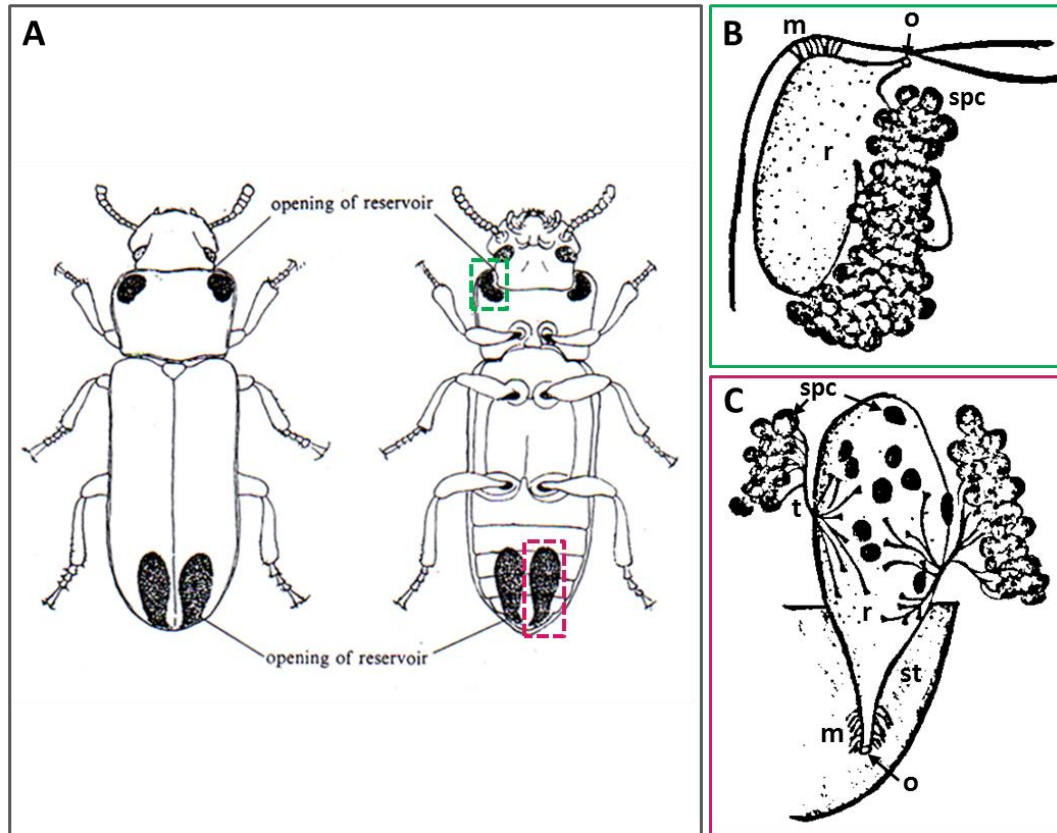 A
opening of reservoir
opening of reservoir
B
m
o
spc
r
C
spc
t
r
st
m
o